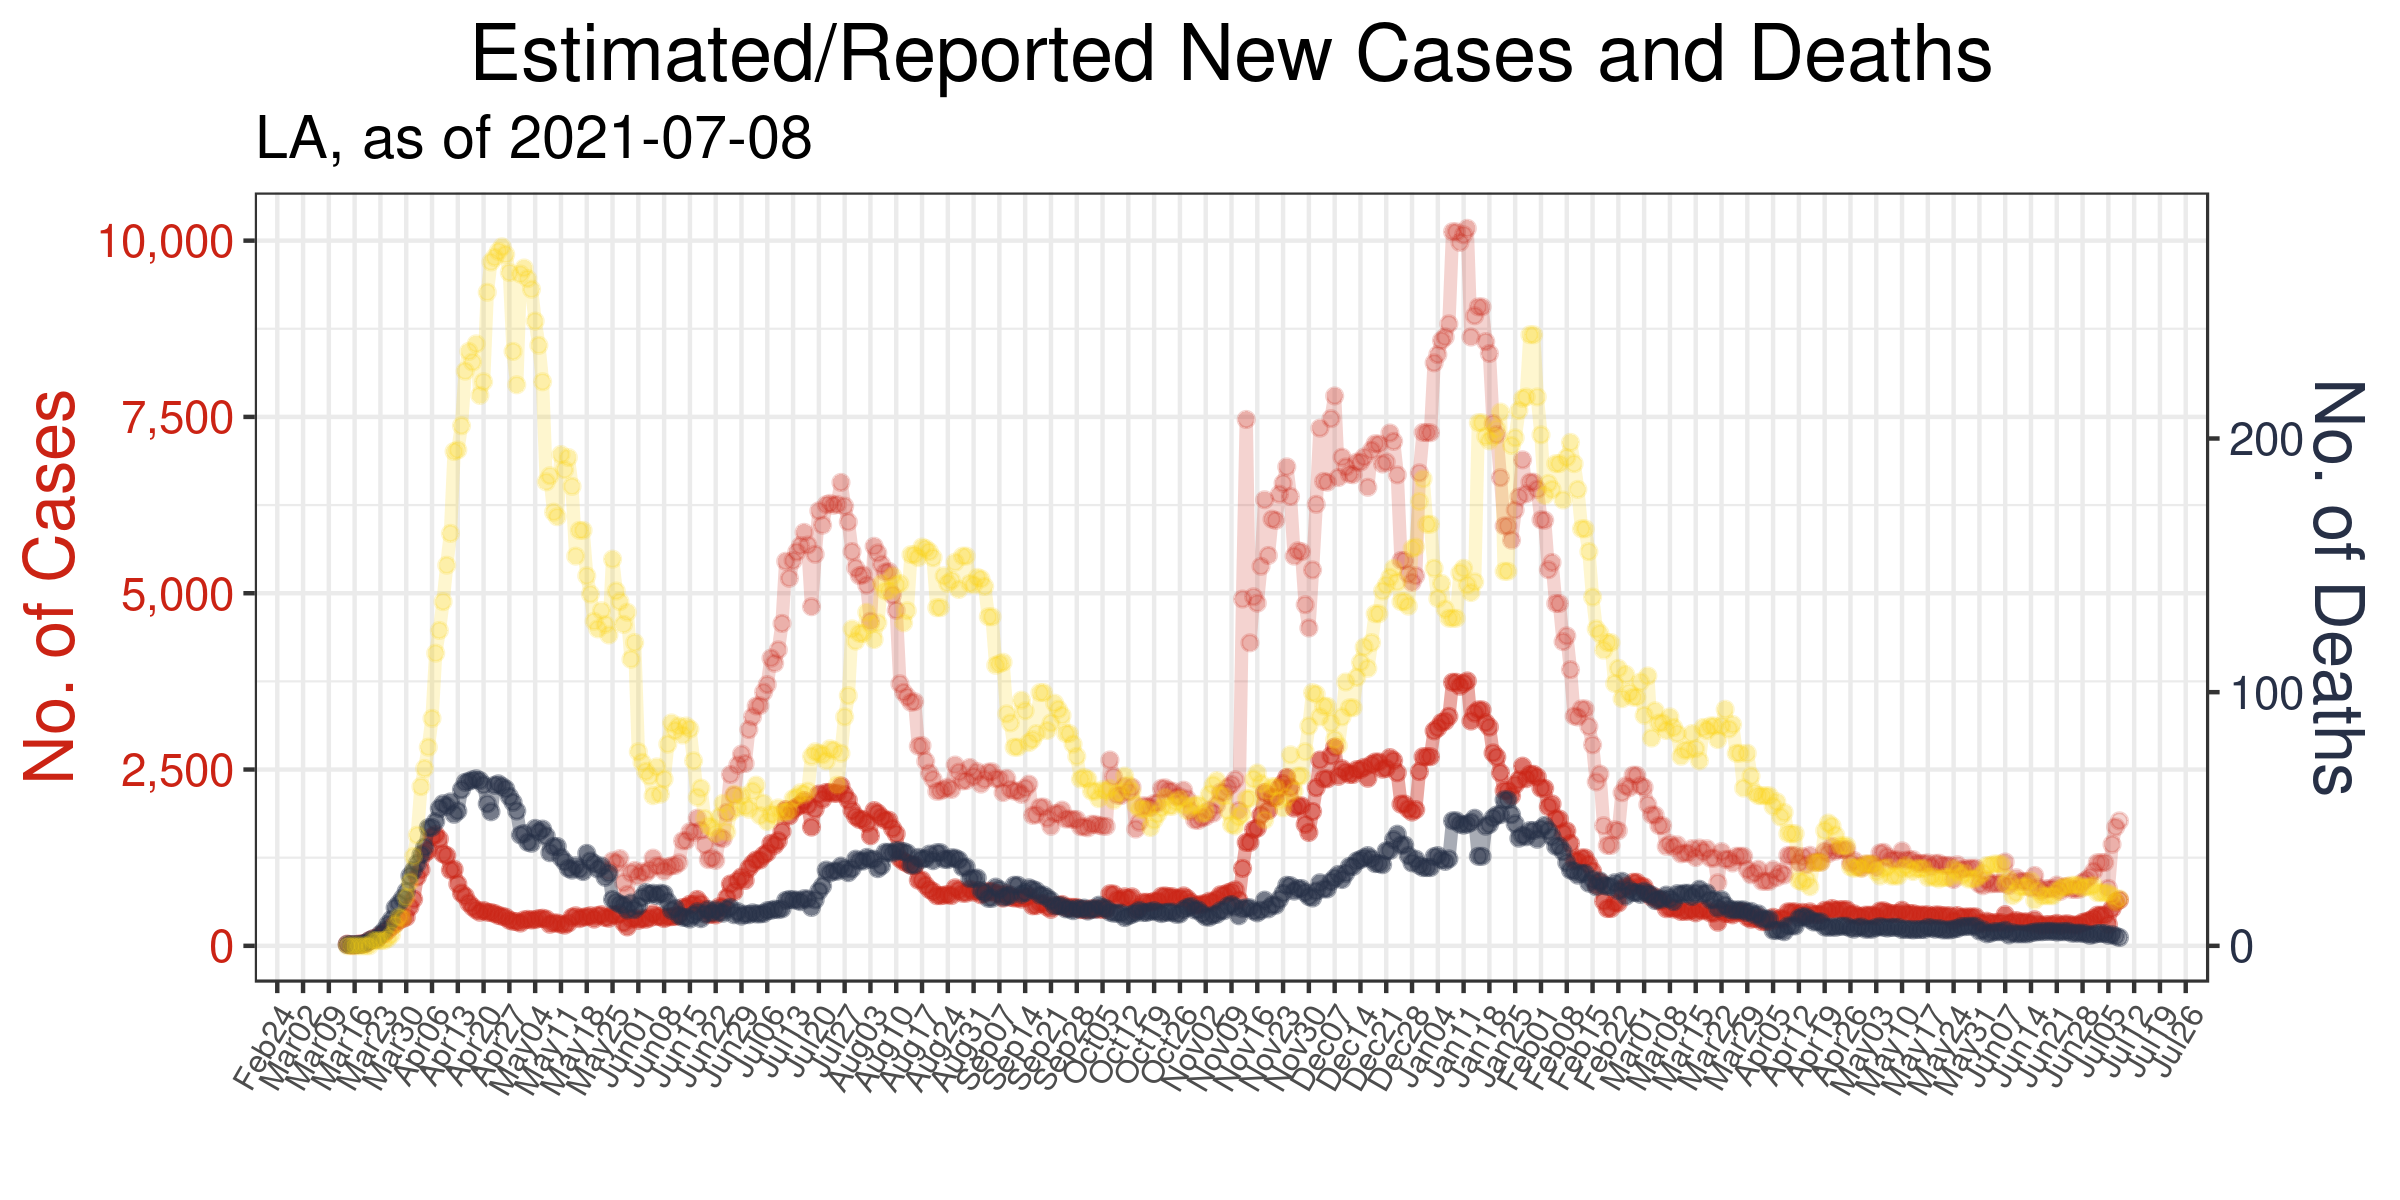 Estimated/Reported New Cases and Deaths
LA, as of 2021-07-08
No. of Cases
10,000
7,500
5,000
2,500
0
No. of Deaths
200
100
0
Feb24
Mar02
Mar09
Mar16
Mar23
Mar30
Apr06
Apr13
Apr20
Apr27
May04
May11
May18
May25
Jun01
Jun08
Jun15
Jun22
Jun29
Jul06
Jul13
Jul20
Jul27
Aug03
Aug10
Aug17
Aug24
Aug31
Sep07
Sep14
Sep21
Sep28
Oct05
Oct12
Oct19
Oct26
Nov02
Nov09
Nov16
Nov23
Nov30
Dec07
Dec14
Dec21
Dec28
Jan04
Jan11
Jan18
Jan25
Feb01
Feb08
Feb15
Feb22
Mar01
Mar08
Mar15
Mar22
Mar29
Apr05
Apr12
Apr19
Apr26
May03
May10
May17
May24
May31
Jun07
Jun14
Jun21
Jun28
Jul05
Jul12
Jul19
Jul26